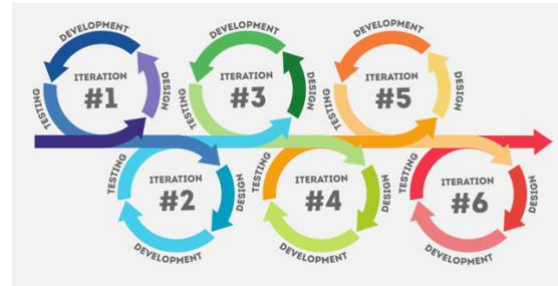 DEVELOPMENT
ITERATION
#1
TESTING
DESIGN
DEVELOPMENT
ITERATION
#3
TESTING
DESIGN
DEVELOPMENT
ITERATION
#5
TESTING
DESIGN
TESTING
ITERATION
#2
DESIGN
DEVELOPMENT
TESTING
ITERATION
#4
DESIGN
DEVELOPMENT
TESTING
ITERATION
#6
DESIGN
DEVELOPMENT